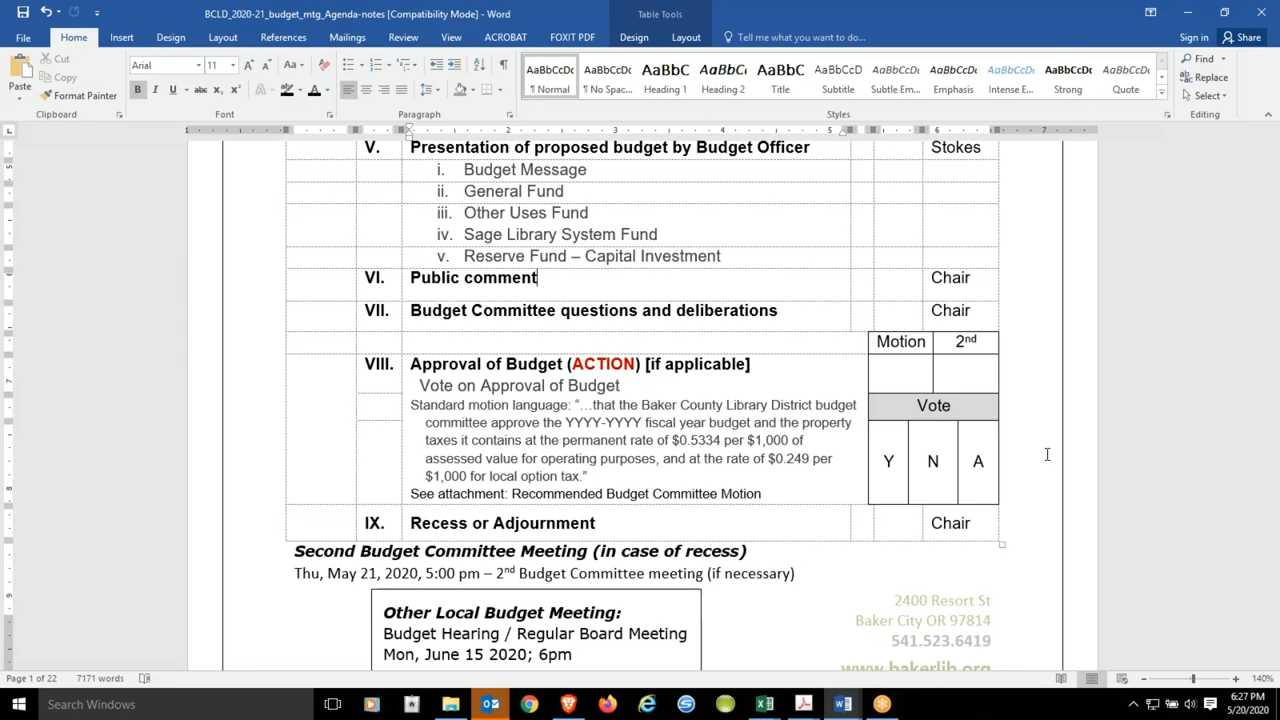 BCLD_2020-21_budget_mtg_Agenda-notes [Compatibility Mode] - Word
Table Tools
File Home Insert Design Layout References Mailings Review View ACROBAT FOXIT PDF Design Layout Tell me what you want to do... Sign in Share
Paste
Cut
Copy
Format Painter
Clipboard
Arial 11
Font
Paragraph
AaBbCcDc AaBbCcDc AaBbC AaBbCc AaBbC AaBbCcD AaBbCcDc AaBbCcDc AaBbCcDc AaBbCcDc AaBbCcDc
¶ Normal ¶ No Spac... Heading 1 Heading 2 Title Subtitle Subtle Em... Emphasis Intense E... Strong Quote
Styles
Find
Replace
Select
Editing
1 2 3 4 5 6 7
V. Presentation of proposed budget by Budget Officer Stokes
i. Budget Message
ii. General Fund
iii. Other Uses Fund
iv. Sage Library System Fund
v. Reserve Fund – Capital Investment
VI. Public comment Chair
VII. Budget Committee questions and deliberations Chair
Motion 2nd
VIII. Approval of Budget (ACTION) [if applicable]
Vote on Approval of Budget
Standard motion language: “…that the Baker County Library District budget
committee approve the YYYY-YYYY fiscal year budget and the property
taxes it contains at the permanent rate of $0.5334 per $1,000 of
assessed value for operating purposes, and at the rate of $0.249 per
$1,000 for local option tax.”
See attachment: Recommended Budget Committee Motion
Vote
Y N A
IX. Recess or Adjournment Chair
Second Budget Committee Meeting (in case of recess)
Thu, May 21, 2020, 5:00 pm – 2nd Budget Committee meeting (if necessary)
Other Local Budget Meeting:
Budget Hearing / Regular Board Meeting
Mon, June 15 2020; 6pm
2400 Resort St
Baker City OR 97814
541.523.6419
www.bakerlib.org
Page 1 of 22 7171 words 140%
Search Windows
6:27 PM
5/20/2020